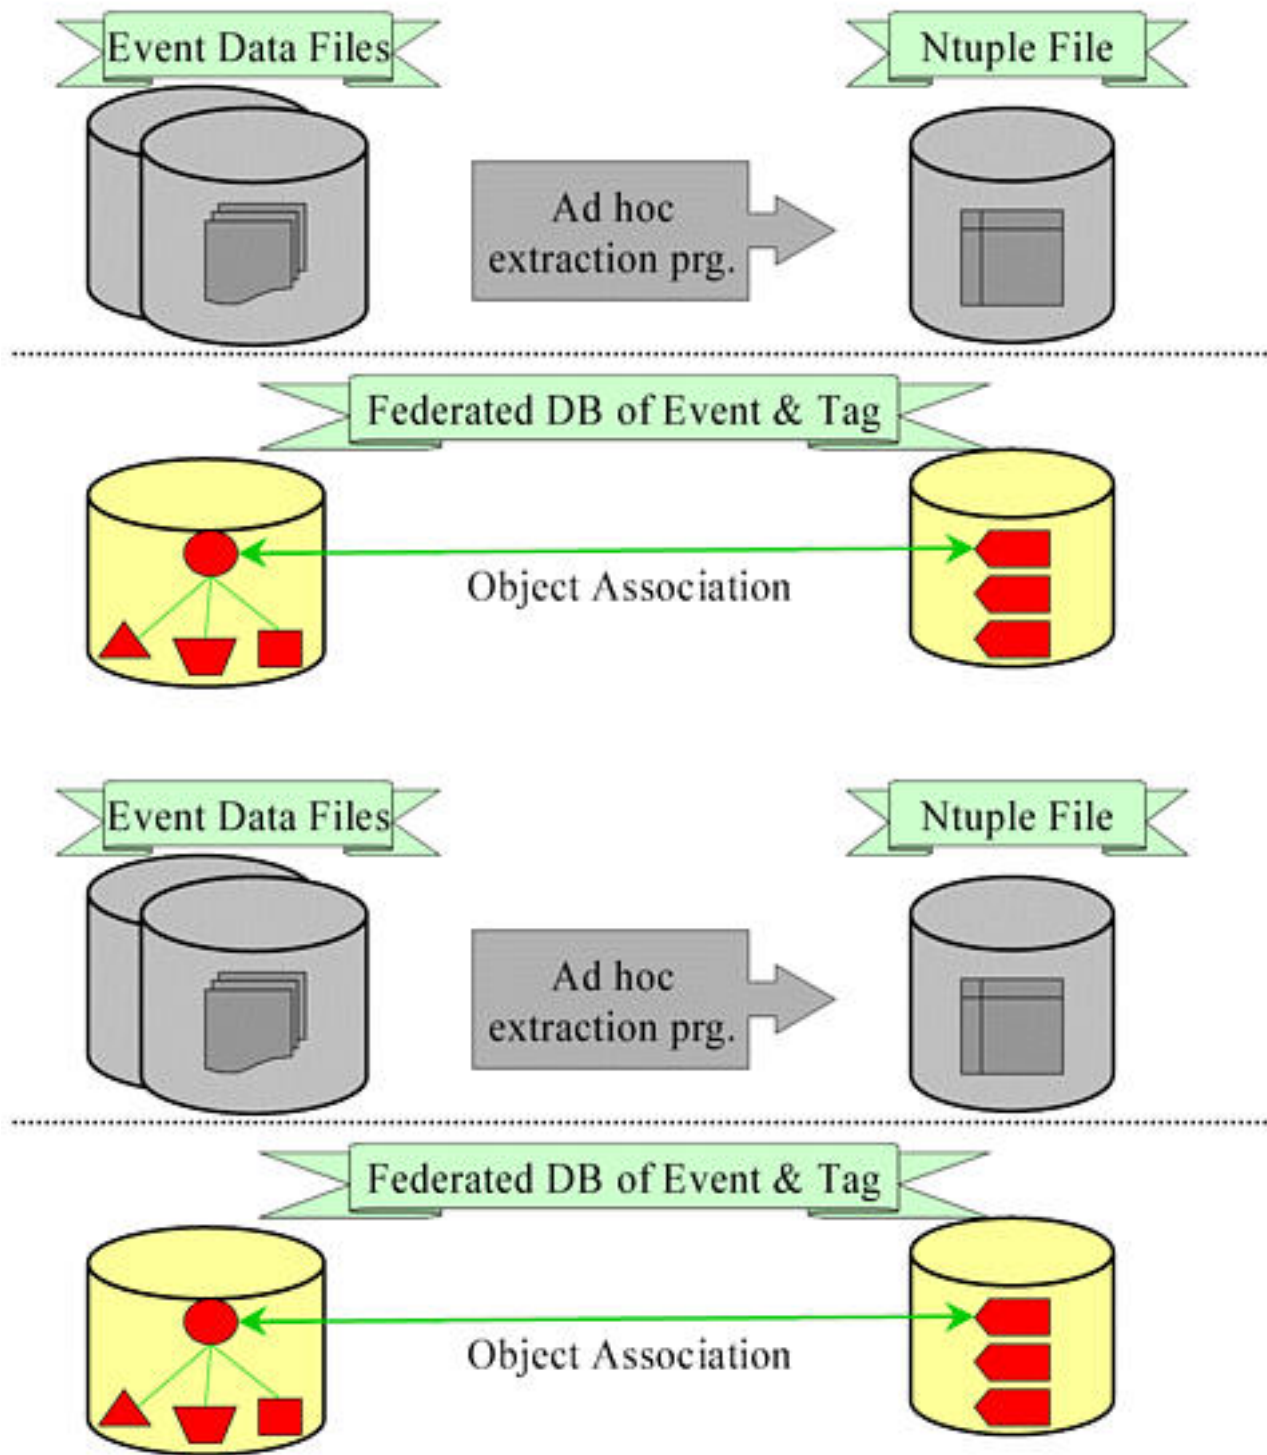 Event Data Files
Ntuple File
Ad hoc
extraction prg.
Federated DB of Event & Tag
Object Association
Event Data Files
Ntuple File
Ad hoc
extraction prg.
Federated DB of Event & Tag
Object Association